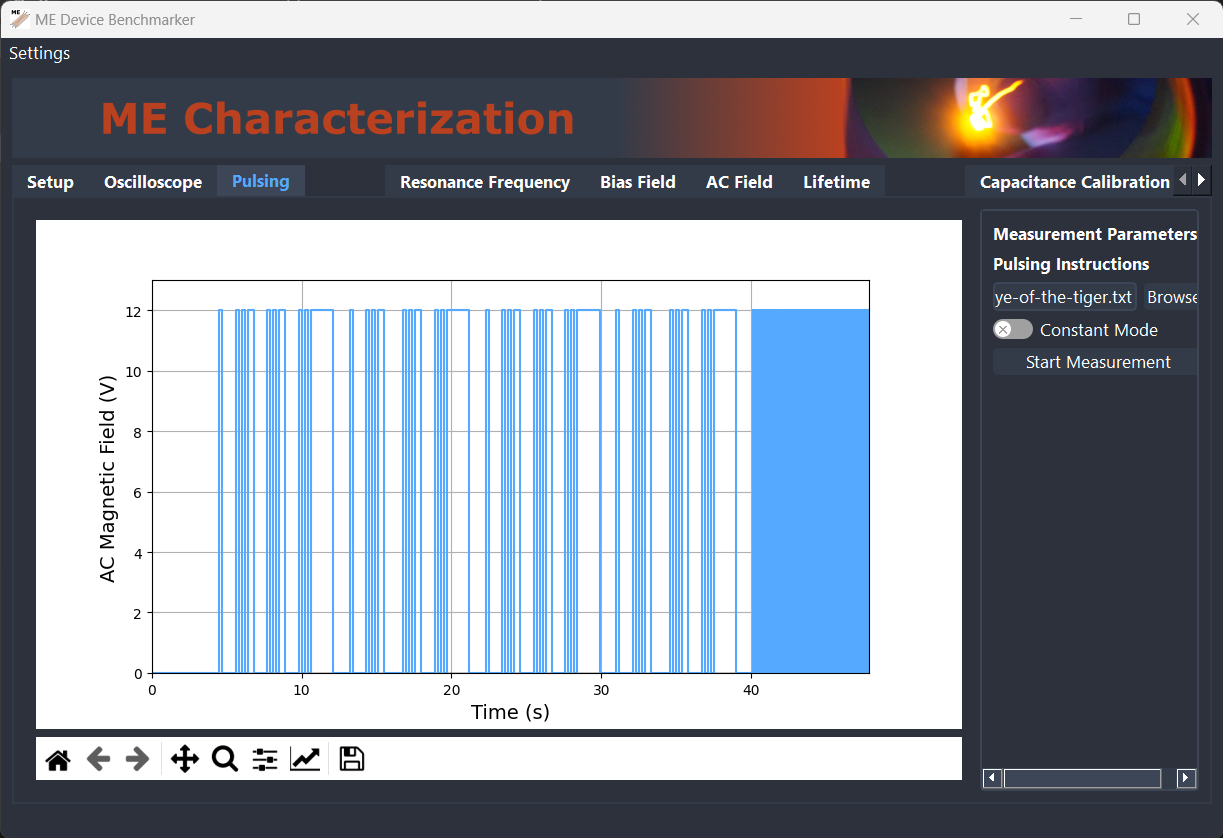 ME ME Device Benchmarker
Settings
ME Characterization
Setup Oscilloscope Pulsing Resonance Frequency Bias Field AC Field Lifetime Capacitance Calibration
Measurement Parameters
Pulsing Instructions
ye-of-the-tiger.txt Browse
Constant Mode
Start Measurement
12
10
8
6
4
2
0
AC Magnetic Field (V)
0 10 20 30 40
Time (s)